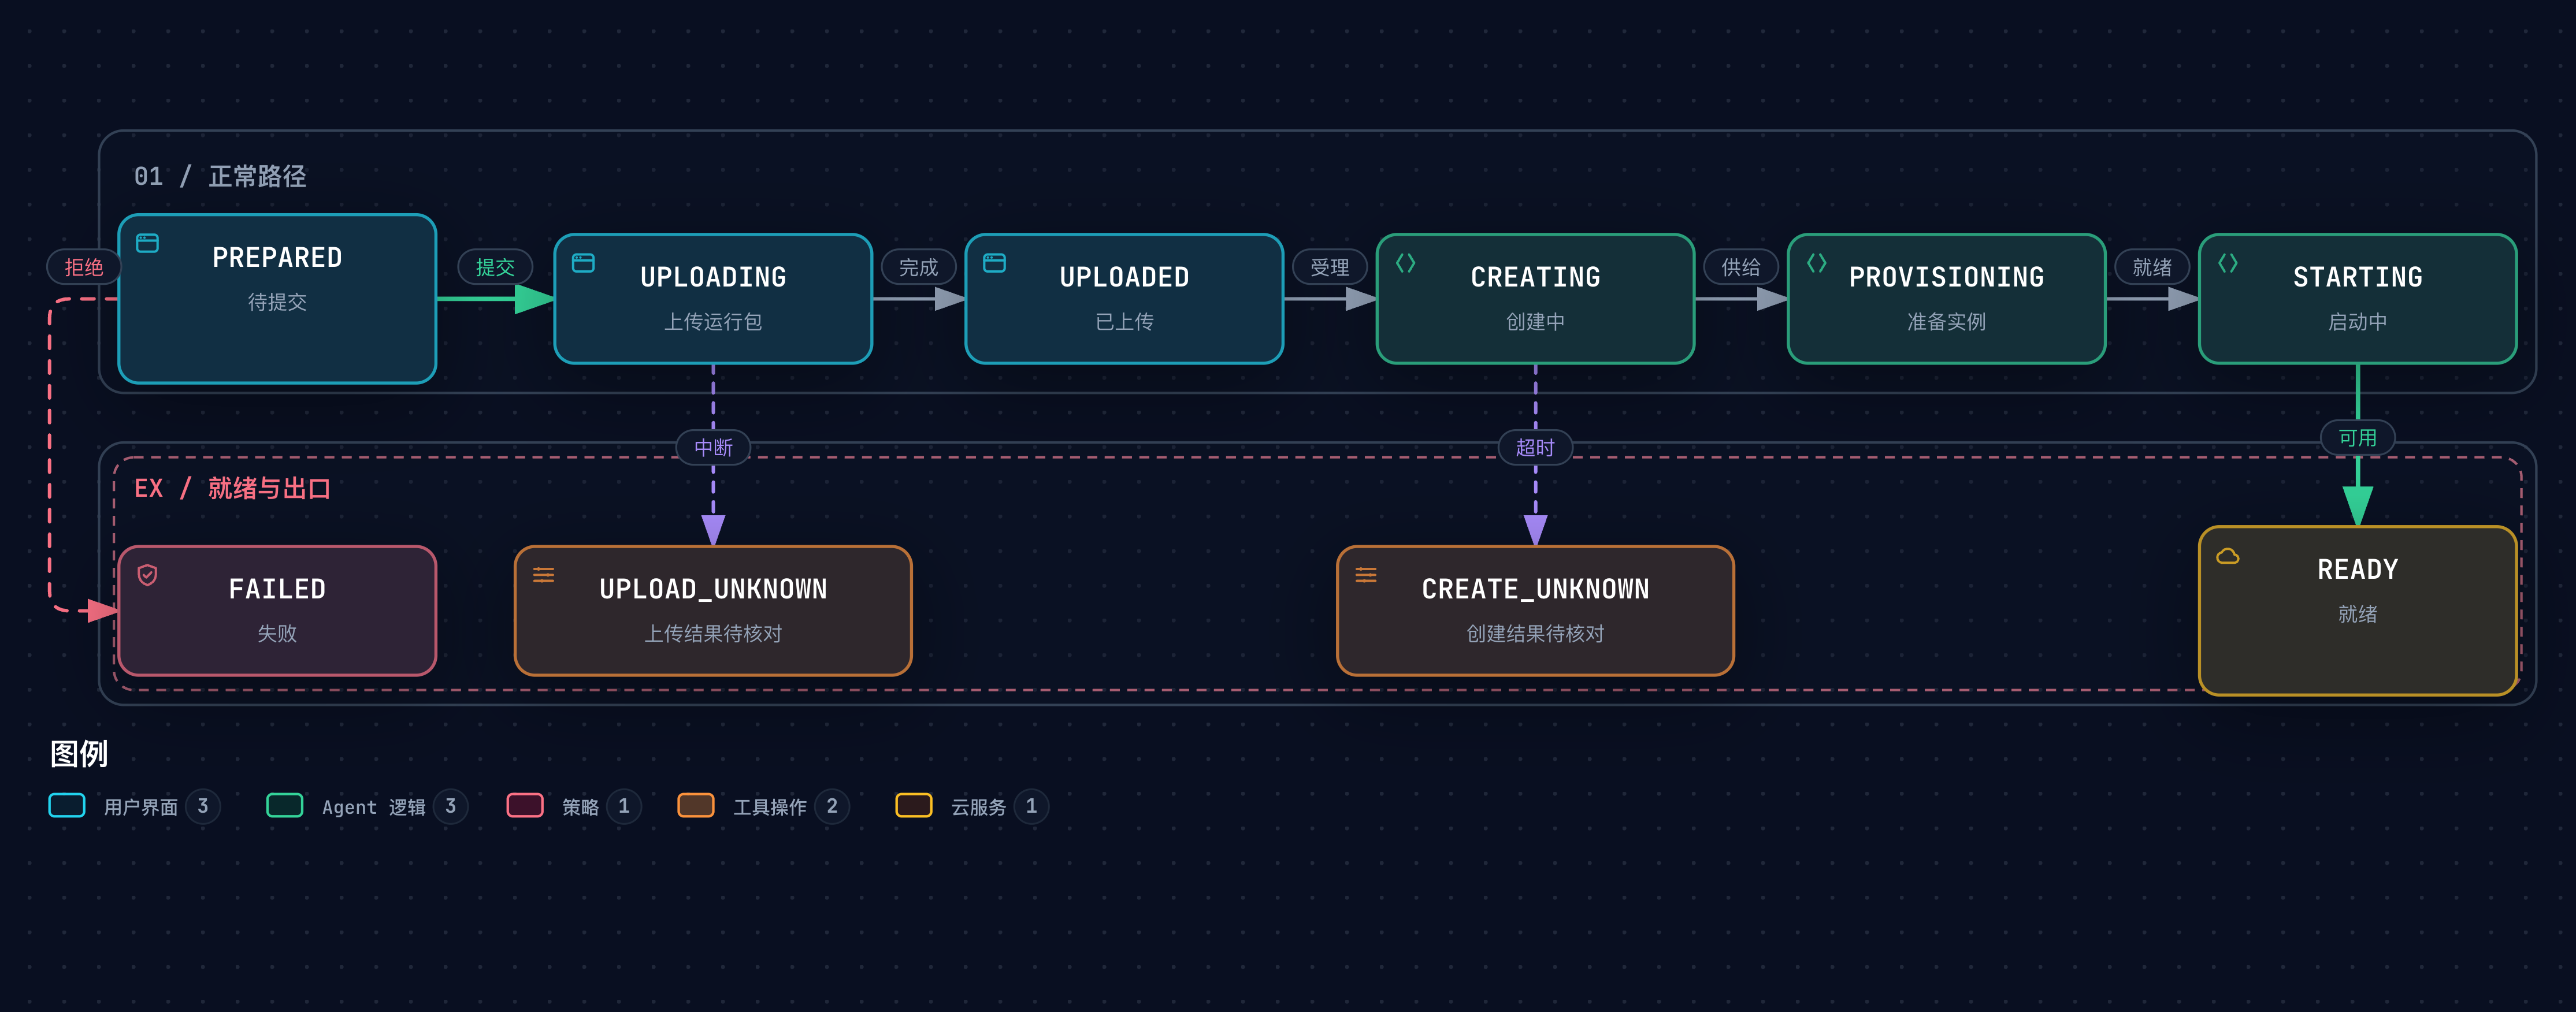 01 / 正常路径
拒绝
PREPARED
待提交
提交
UPLOADING
上传运行包
完成
UPLOADED
已上传
受理
CREATING
创建中
供给
PROVISIONING
准备实例
就绪
STARTING
启动中
中断
超时
可用
EX / 就绪与出口
FAILED
失败
UPLOAD_UNKNOWN
上传结果待核对
CREATE_UNKNOWN
创建结果待核对
READY
就绪
图例
用户界面 3
Agent 逻辑 3
策略 1
工具操作 2
云服务 1